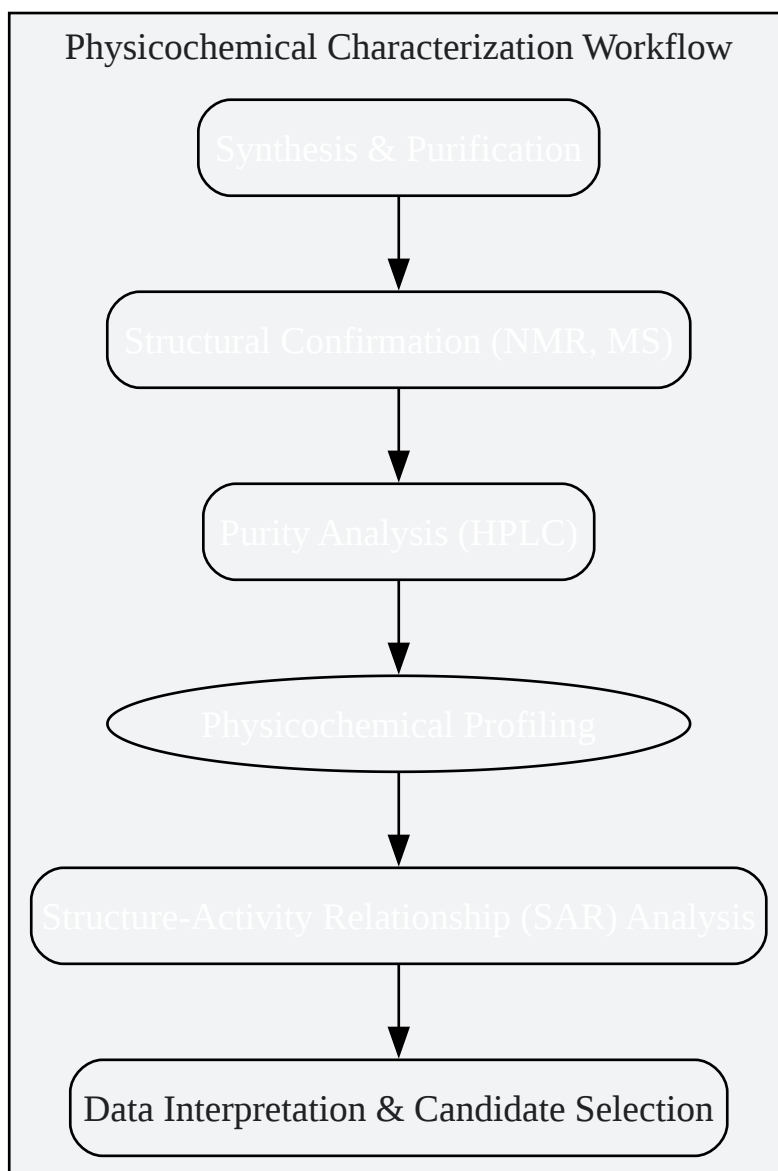 Physicochemical Characterization Workflow
Synthesis & Purification
Structural Confirmation (NMR, MS)
Purity Analysis (HPLC)
Physicochemical Profiling
Structure-Activity Relationship (SAR) Analysis
Data Interpretation & Candidate Selection